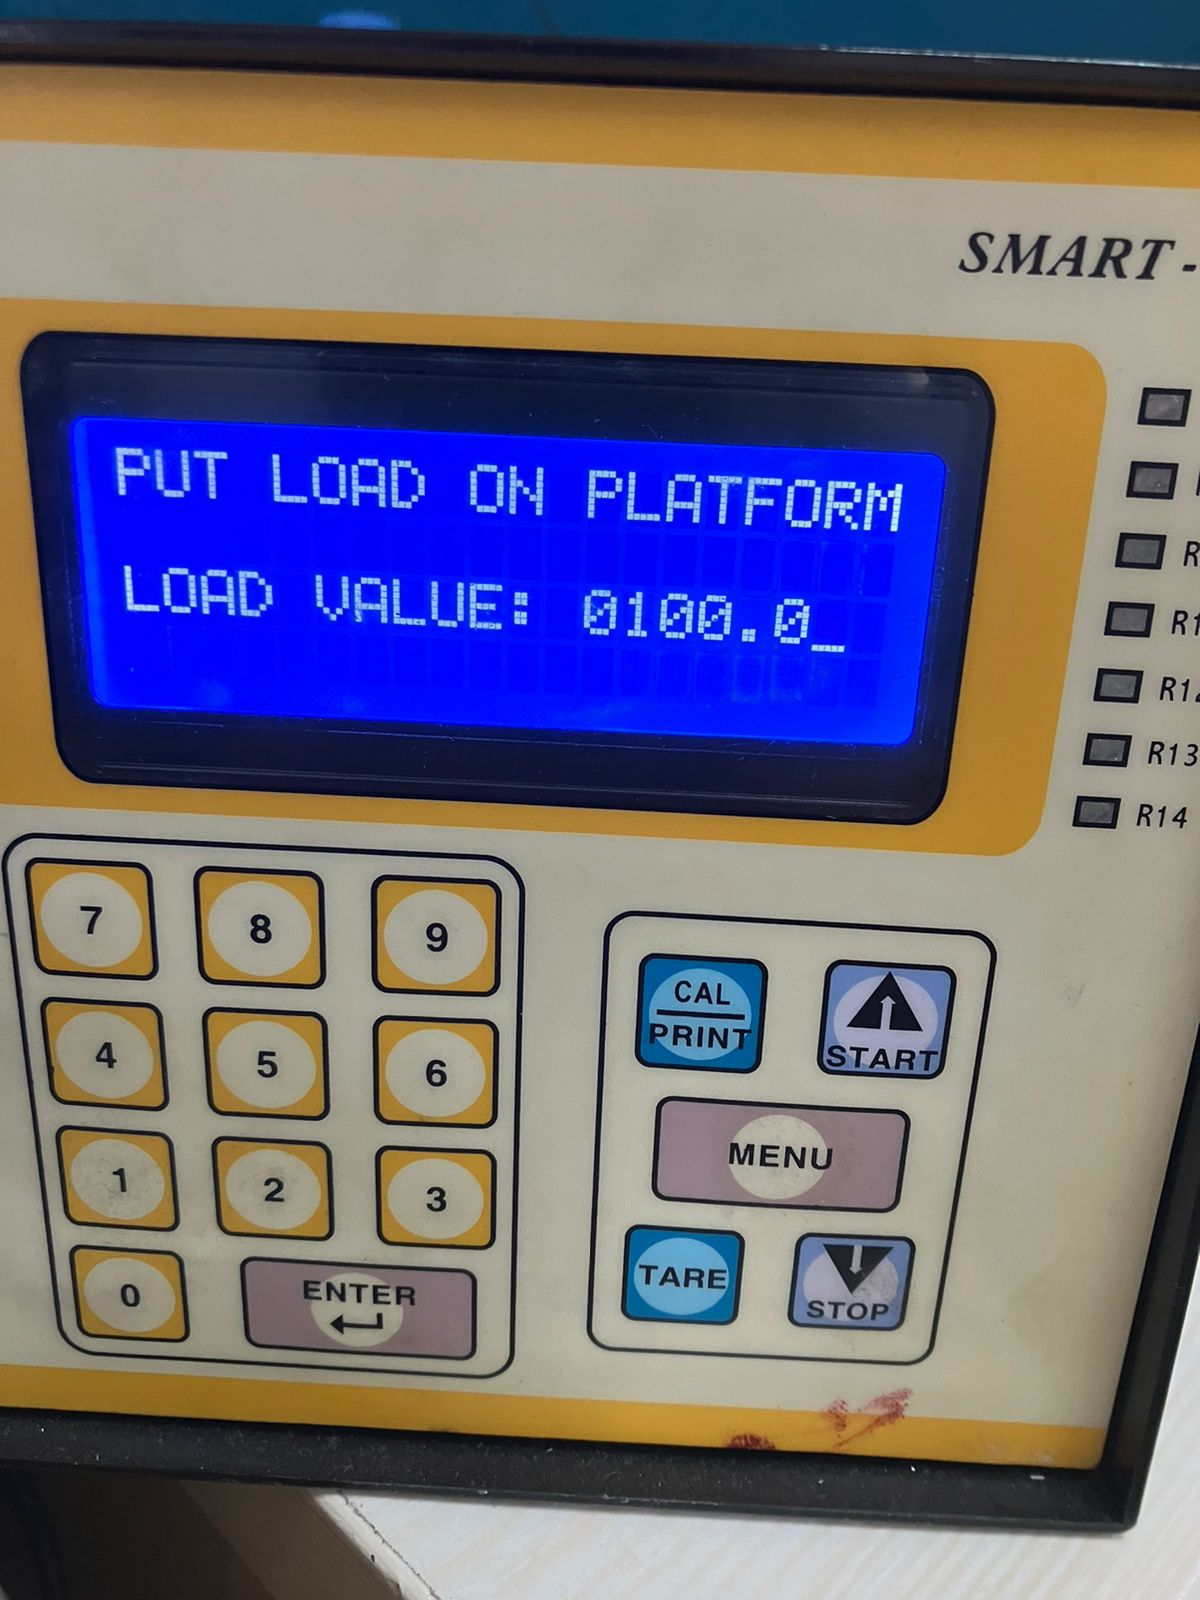 SMART -
PUT LOAD ON PLATFORM
LOAD VALUE: 0100.0_
R13
R14
7
8
9
4
5
6
1
2
3
0
ENTER
CAL
PRINT
START
MENU
TARE
STOP